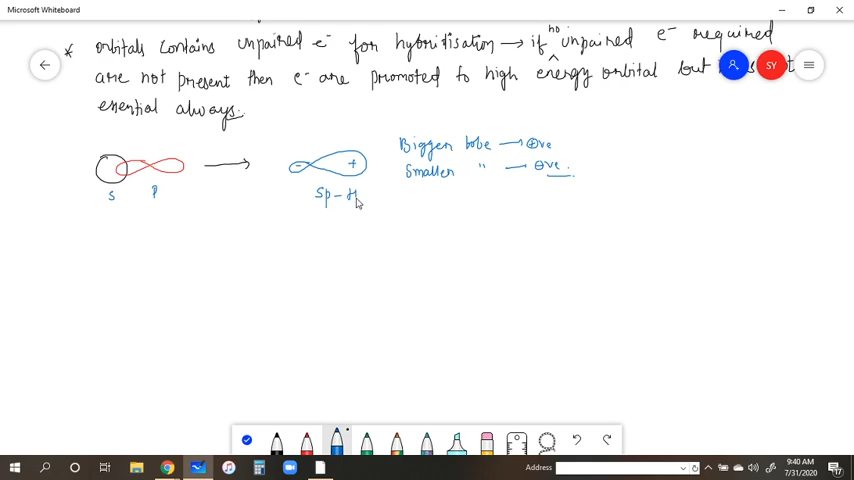 Microsoft Whiteboard
* orbitals contains unpaired e⁻ for hybridisation → if no unpaired e⁻ required
are not present then e⁻ are promoted to high energy orbital but
essential always.
S P
- +
Sp-H
Bigger lobe → ⊕ve
Smaller " → ⊖ve.
SY
Address
9:40 AM
7/31/2020
17